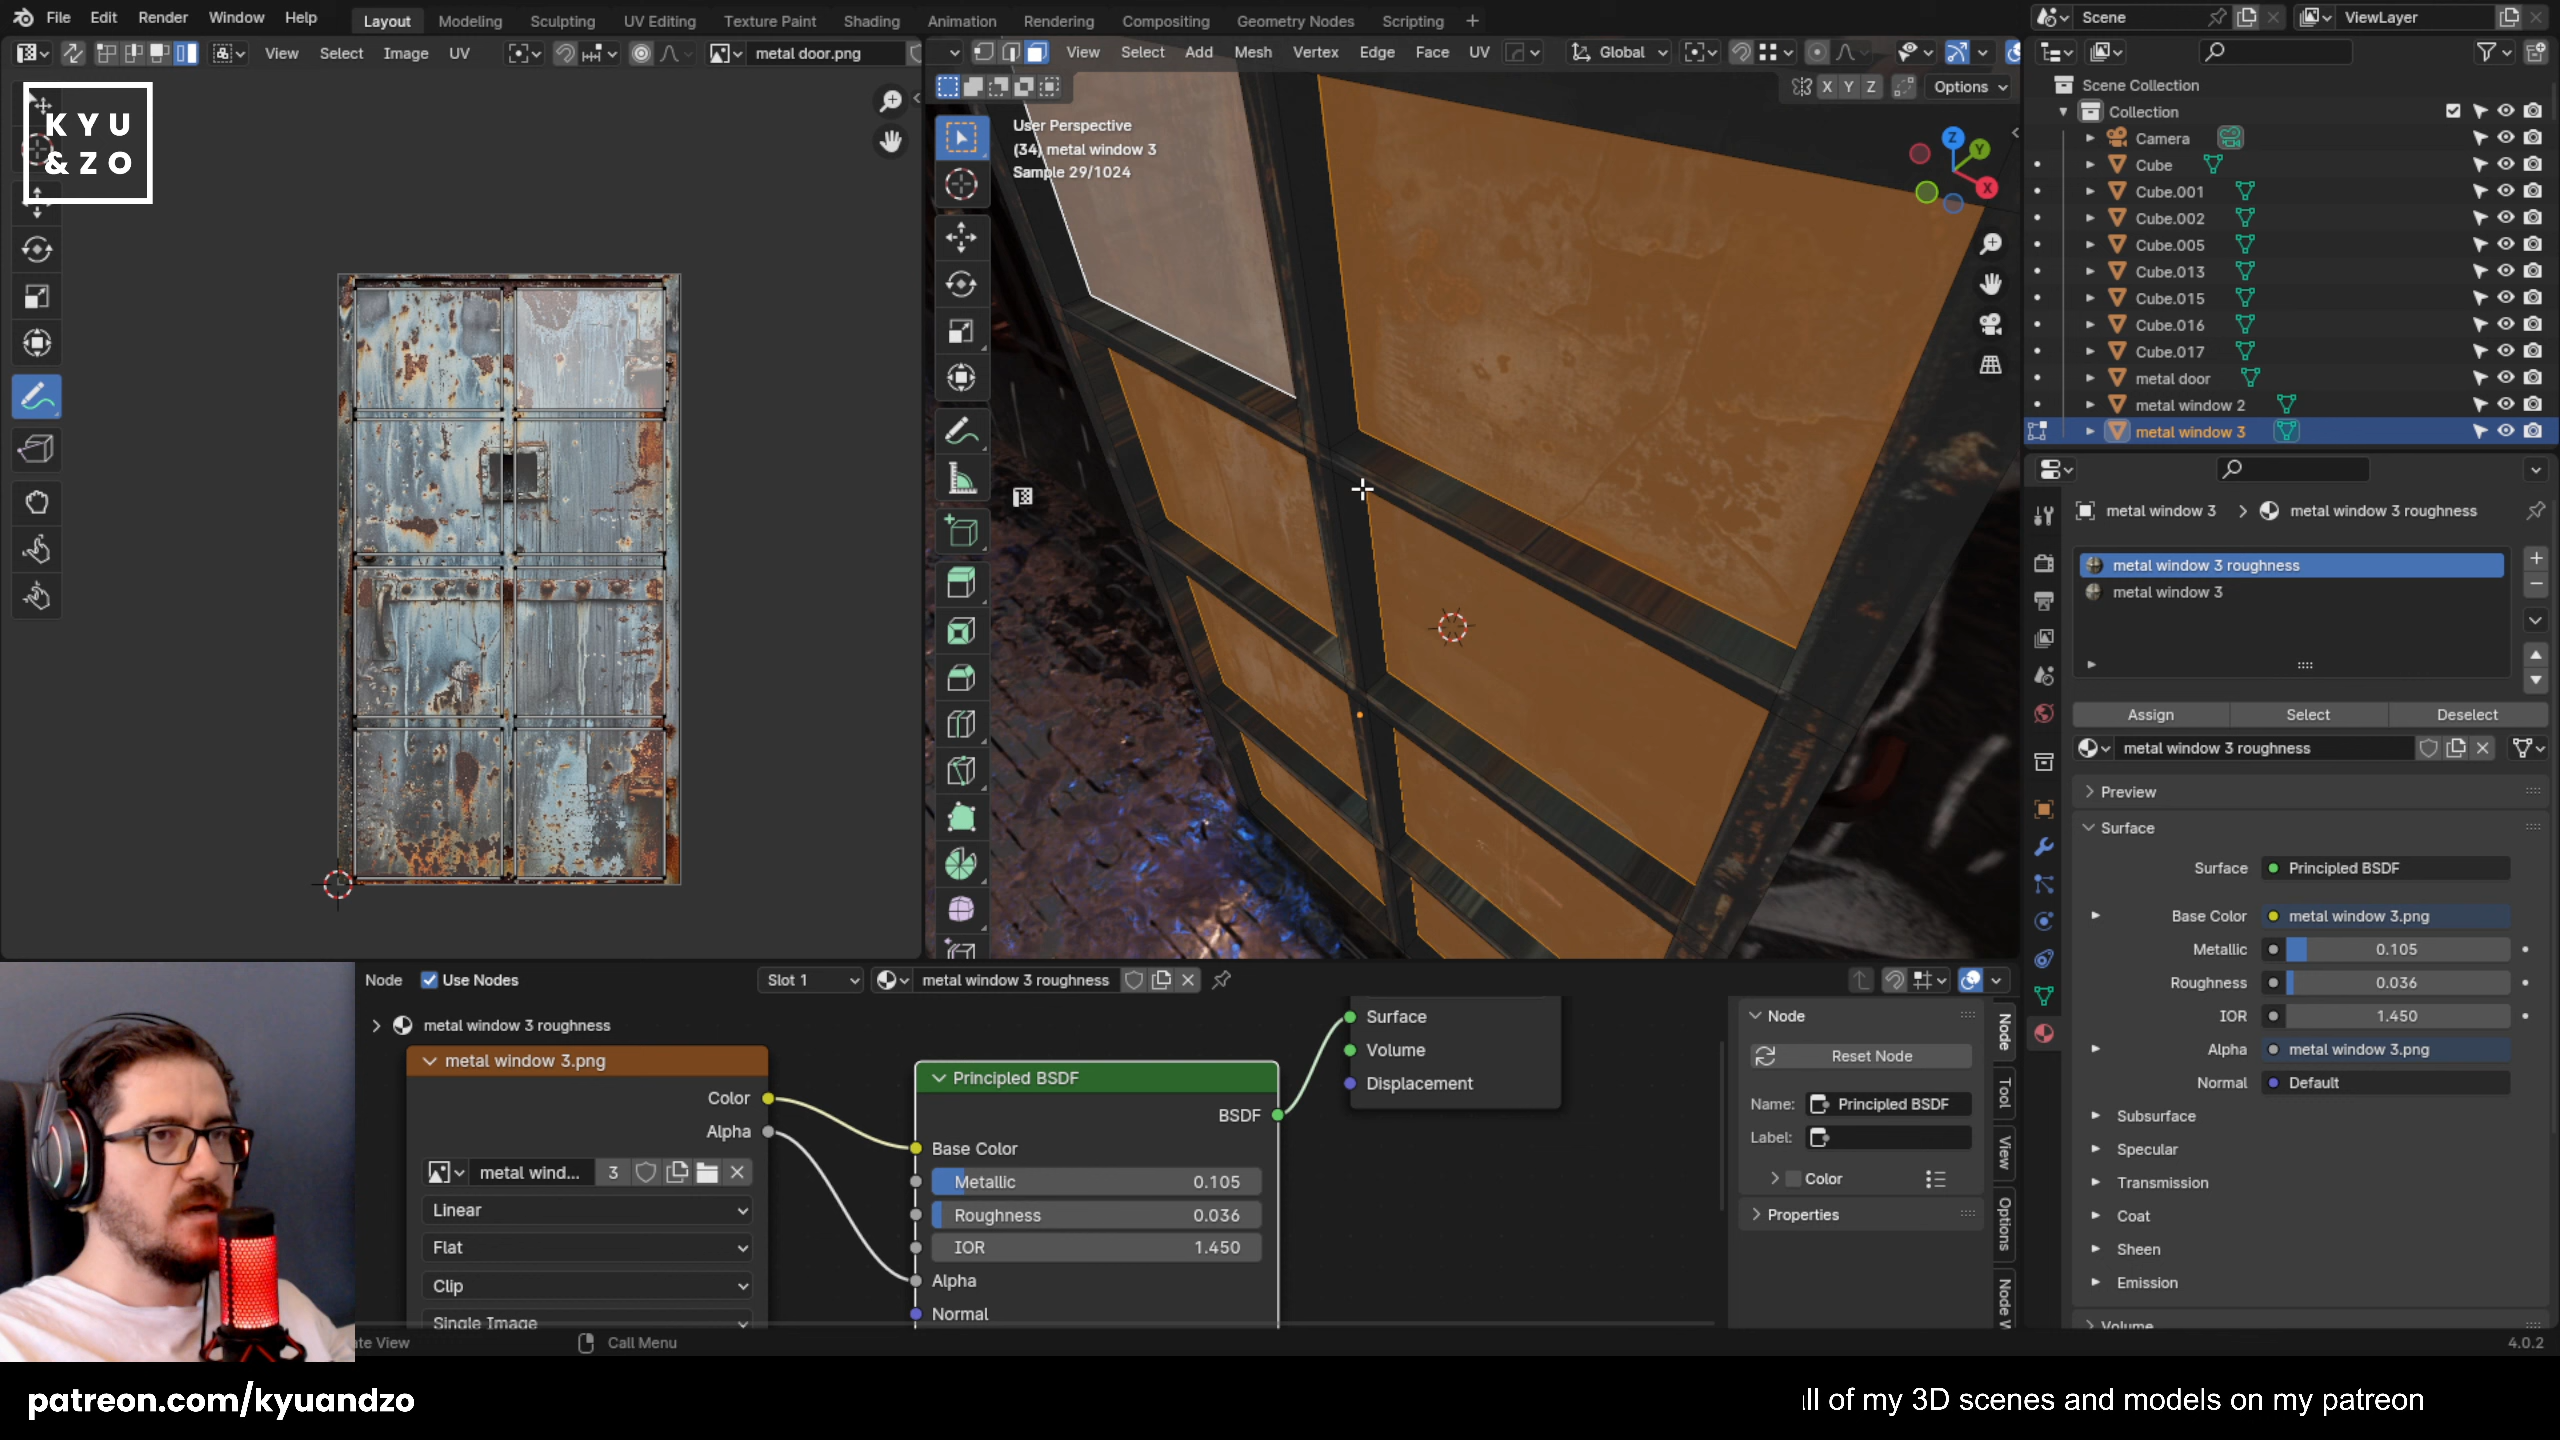 File Edit Render Window Help
Layout Modeling Sculpting UV Editing Texture Paint Shading Animation Rendering Compositing Geometry Nodes Scripting +
Scene
ViewLayer
View Select Image UV
metal door.png
View Select Add Mesh Vertex Edge Face UV
Global
X Y Z
Options
KYU
&ZO
User Perspective
(34) metal window 3
Sample 29/1024
Z
Y
X
Scene Collection
Collection
Camera
Cube
Cube.001
Cube.002
Cube.005
Cube.013
Cube.015
Cube.016
Cube.017
metal door
metal window 2
metal window 3
metal window 3 > metal window 3 roughness
metal window 3 roughness
metal window 3
Assign Select Deselect
metal window 3 roughness
Preview
Surface
Surface Principled BSDF
Base Color metal window 3.png
Metallic 0.105
Roughness 0.036
IOR 1.450
Alpha metal window 3.png
Normal Default
Subsurface
Specular
Transmission
Coat
Sheen
Emission
Volume
Node Use Nodes
Slot 1
metal window 3 roughness
metal window 3 roughness
metal window 3.png
Color
Alpha
metal wind... 3
Linear
Flat
Clip
Single Image
Principled BSDF
BSDF
Base Color
Metallic 0.105
Roughness 0.036
IOR 1.450
Alpha
Normal
Surface
Volume
Displacement
Node
Reset Node
Name: Principled BSDF
Label:
Color
Properties
Node
Tool
View
Options
Node W
te View
Call Menu
4.0.2
patreon.com/kyuandzo
ll of my 3D scenes and models on my patreon